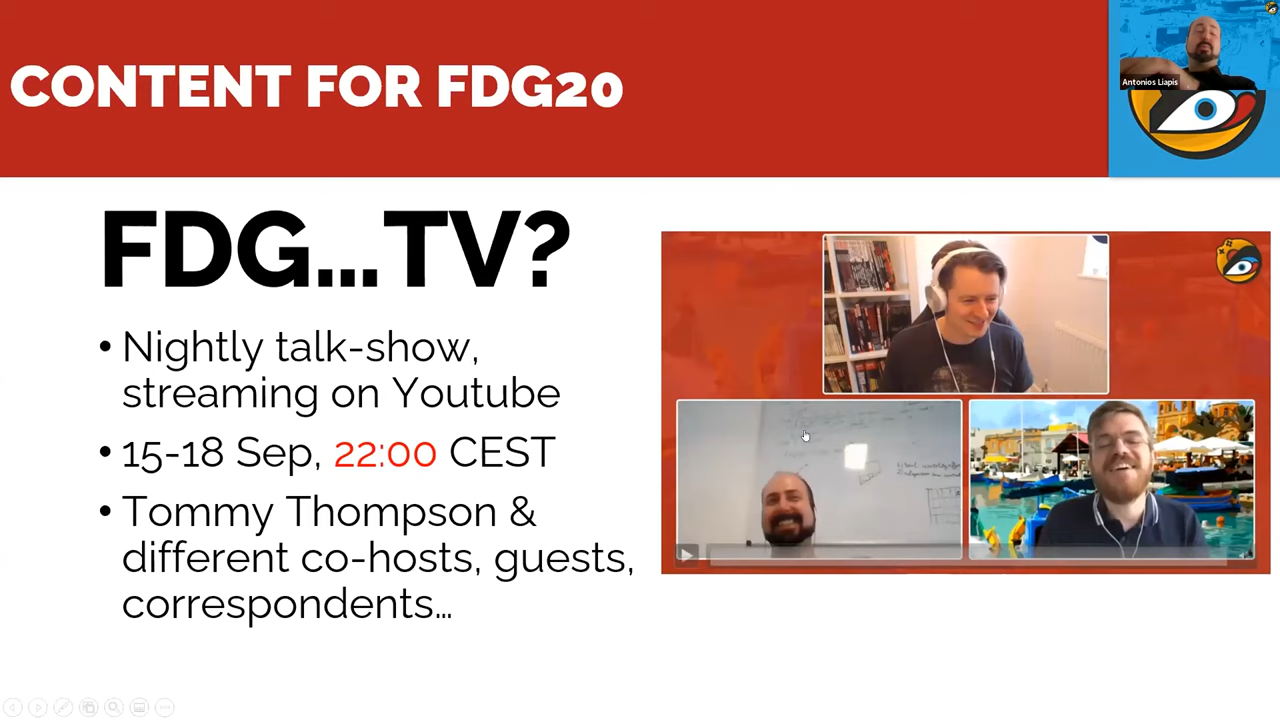 CONTENT FOR FDG20
Antonios Liapis
FDG...TV?
• Nightly talk-show,
streaming on Youtube
• 15-18 Sep, 22:00 CEST
• Tommy Thompson &
different co-hosts, guests,
correspondents...